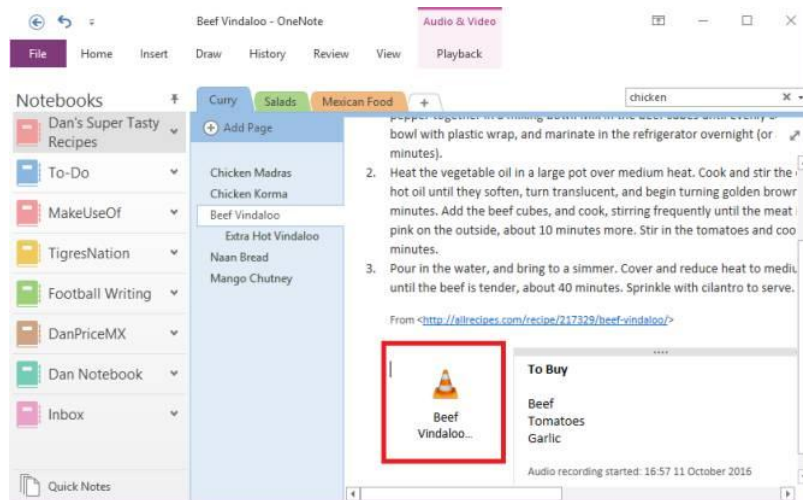 Beef Vindaloo - OneNote
Audio & Video
File
Home
Insert
Draw
History
Review
View
Playback
Notebooks
Dan's Super Tasty
Recipes
To-Do
MakeUseOf
TigresNation
Football Writing
DanPriceMX
Dan Notebook
Inbox
Quick Notes
Curry
Salads
Mexican Food
+
chicken
Add Page
Chicken Madras
Chicken Korma
Beef Vindaloo
Extra Hot Vindaloo
Naan Bread
Mango Chutney
bowl with plastic wrap, and marinate in the refrigerator overnight (or
minutes).
2. Heat the vegetable oil in a large pot over medium heat. Cook and stir the
hot oil until they soften, turn translucent, and begin turning golden
minutes. Add the beef cubes, and cook, stirring frequently until the meat
pink on the outside, about 10 minutes more. Stir in the tomatoes and
minutes.
3. Pour in the water, and bring to a simmer. Cover and reduce heat to
until the beef is tender, about 40 minutes. Sprinkle with cilantro to serve.
From <http://allrecipes.com/recipe/217329/beef-vindaloo/>
Beef
Vindaloo...
To Buy
Beef
Tomatoes
Garlic
Audio recording started: 16:57 11 October 2016